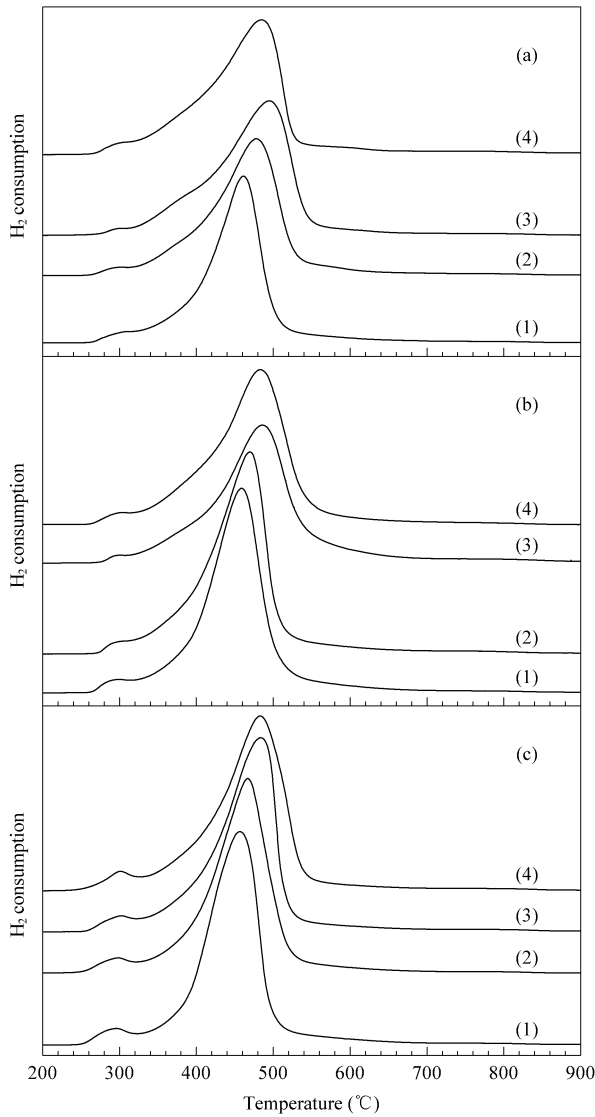 (a)
(4)
(3)
(2)
(1)
H₂ consumption
(b)
(4)
(3)
(2)
(1)
H₂ consumption
(c)
(4)
(3)
(2)
(1)
H₂ consumption
200 300 400 500 600 700 800 900
Temperature (℃)